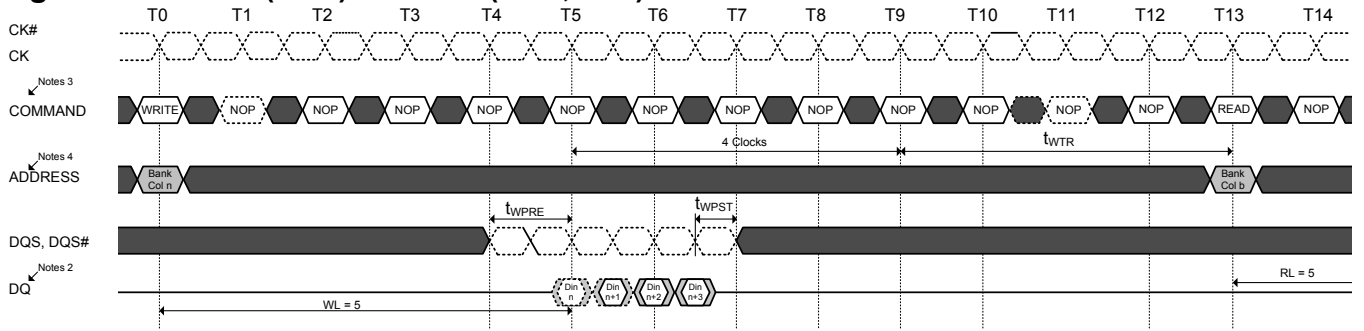 T0 T1 T2 T3 T4 T5 T6 T7 T8 T9 T10 T11 T12 T13 T14
CK#
CK
Notes 3
COMMAND
WRITE NOP NOP NOP NOP NOP NOP NOP NOP NOP NOP NOP NOP READ NOP
4 Clocks tWTR
Notes 4
ADDRESS
Bank Bank
Col n Col b
tWPRE tWPST
DQS, DQS#
Notes 2
DQ
Din Din Din Din
n n+1 n+2 n+3
RL = 5
WL = 5